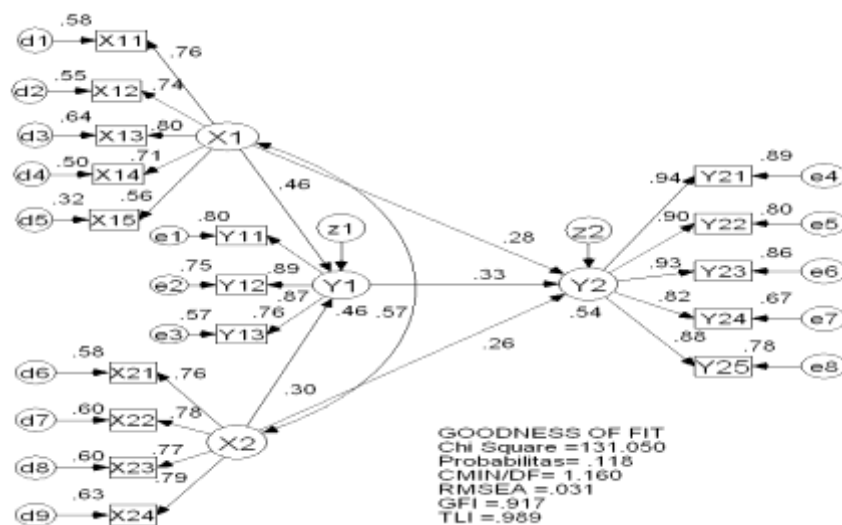 .58
d1 X11
.76
.55
d2 X12
.74
.64
d3 X13
.80
X1
.50
d4 X14
.71
.32
d5 X15
.56
.46
.28
.57
.80
e1 Y11
.89
z1
.75
e2 Y12
.87
Y1
.46
.33
.57
e3 Y13
.76
z2
Y2
.54
.94
Y21
.89
e4
.90
Y22
.80
e5
.93
Y23
.86
e6
.82
Y24
.67
e7
.88
Y25
.78
e8
.30
.26
.58
d6 X21
.76
.60
d7 X22
.78
X2
.60
d8 X23
.77
.63
d9 X24
.79
GOODNESS OF FIT
Chi Square =131.050
Probabilitas= .118
CMIN/DF= 1.160
RMSEA =.031
GFI =.917
TLI =.989